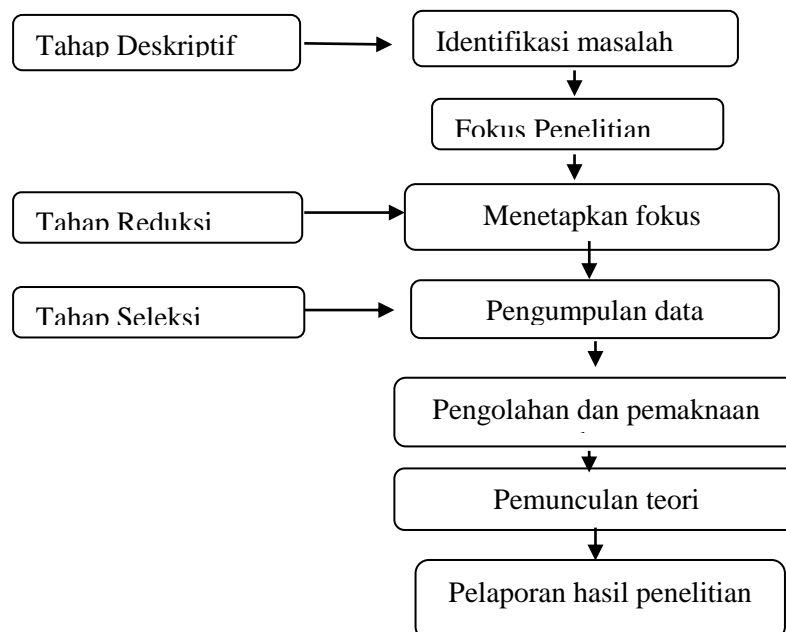 Tahap Deskriptif
Identifikasi masalah
Fokus Penelitian
Tahap Reduksi
Menetapkan fokus
Tahap Seleksi
Pengumpulan data
Pengolahan dan pemaknaan
Pemunculan teori
Pelaporan hasil penelitian